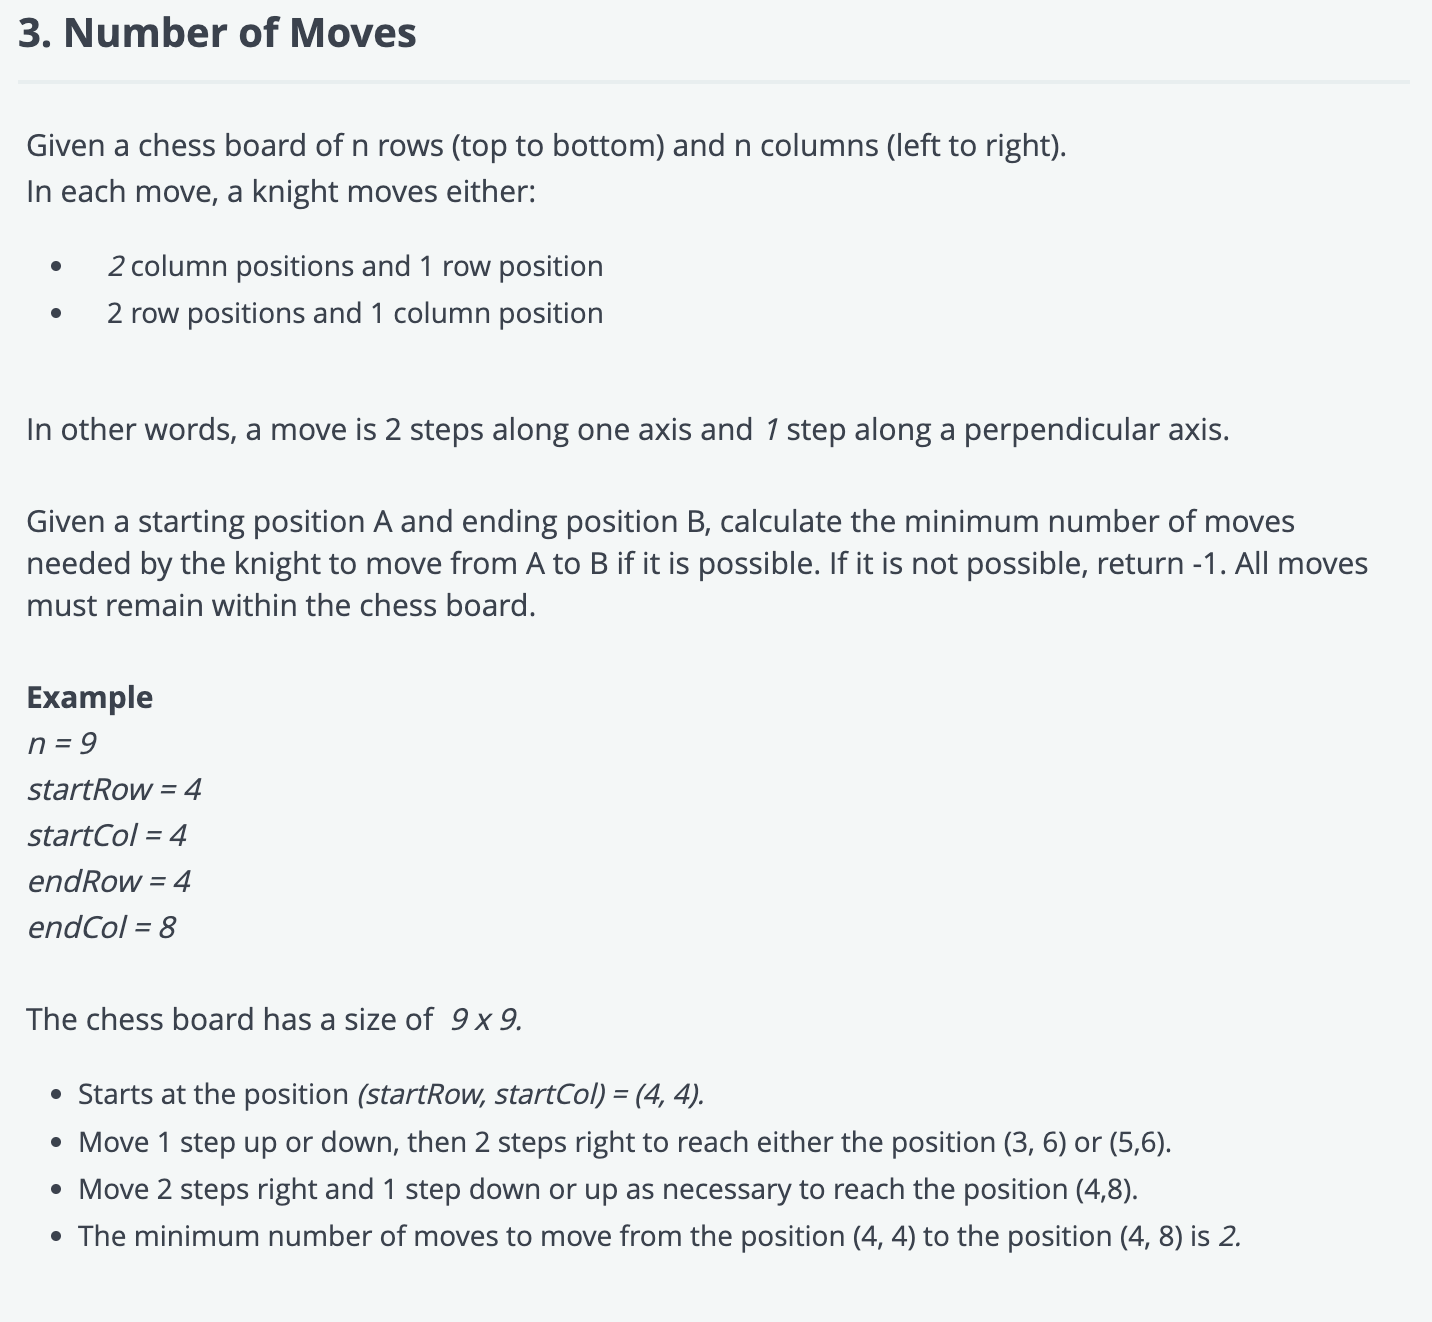 3. Number of Moves
Given a chess board of n rows (top to bottom) and n columns (left to right).
In each move, a knight moves either:
• 2 column positions and 1 row position
• 2 row positions and 1 column position
In other words, a move is 2 steps along one axis and 1 step along a perpendicular axis.
Given a starting position A and ending position B, calculate the minimum number of moves
needed by the knight to move from A to B if it is possible. If it is not possible, return -1. All moves
must remain within the chess board.
Example
n = 9
startRow = 4
startCol = 4
endRow = 4
endCol = 8
The chess board has a size of 9 x 9.
• Starts at the position (startRow, startCol) = (4, 4).
• Move 1 step up or down, then 2 steps right to reach either the position (3, 6) or (5,6).
• Move 2 steps right and 1 step down or up as necessary to reach the position (4,8).
• The minimum number of moves to move from the position (4, 4) to the position (4, 8) is 2.